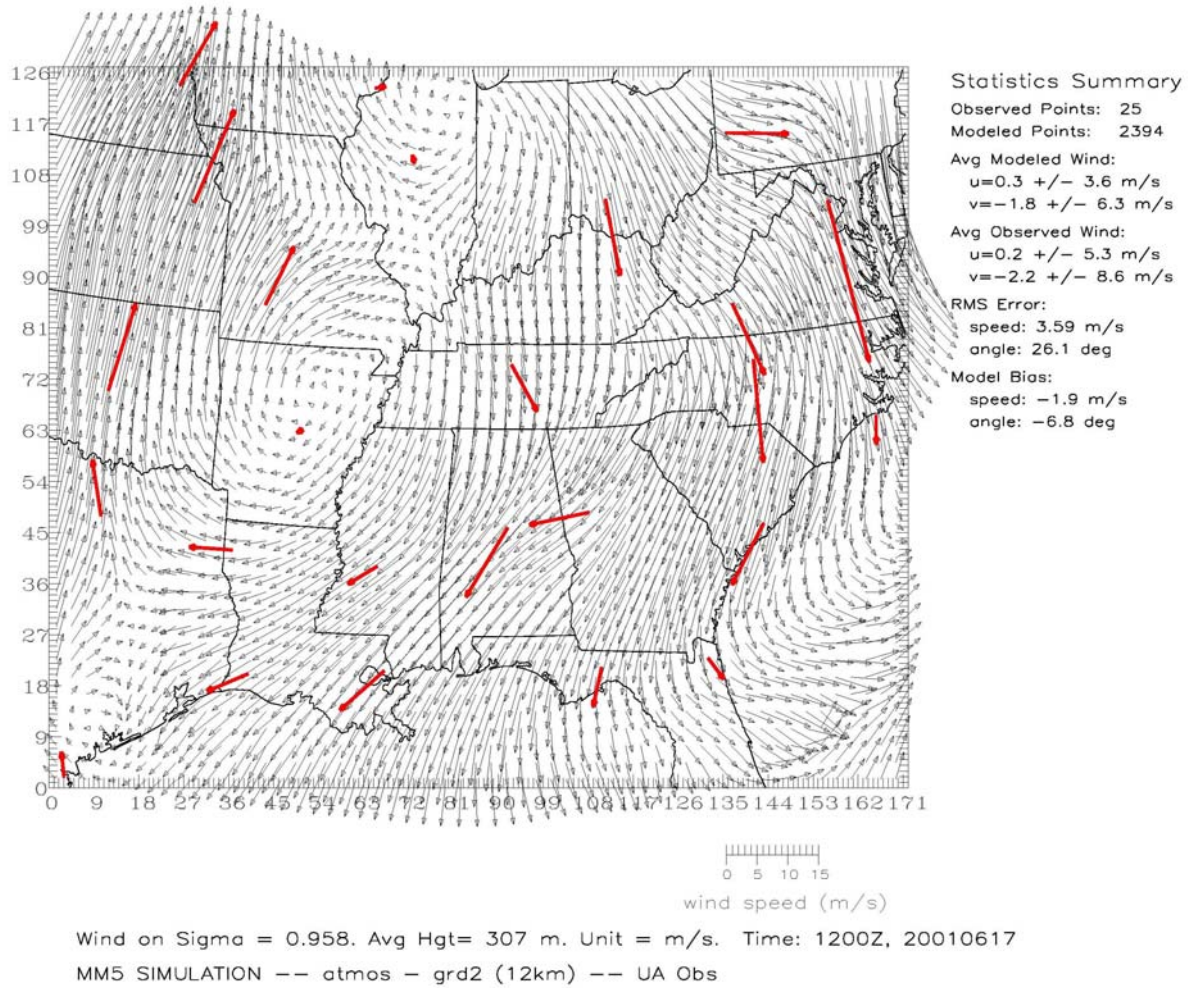 126
117
108
99
90
81
72
63
54
45
36
27
18
9
0
0 9 18 27 36 45 54 63 72 81 90 99 108 117 126 135 144 153 162 171
Statistics Summary
Observed Points: 25
Modeled Points: 2394
Avg Modeled Wind:
u=0.3 +/− 3.6 m/s
v=−1.8 +/− 6.3 m/s
Avg Observed Wind:
u=0.2 +/− 5.3 m/s
v=−2.2 +/− 8.6 m/s
RMS Error:
speed: 3.59 m/s
angle: 26.1 deg
Model Bias:
speed: −1.9 m/s
angle: −6.8 deg
0 5 10 15
wind speed (m/s)
Wind on Sigma = 0.958. Avg Hgt= 307 m. Unit = m/s. Time: 1200Z, 20010617
MM5 SIMULATION −− atmos − grd2 (12km) −− UA Obs